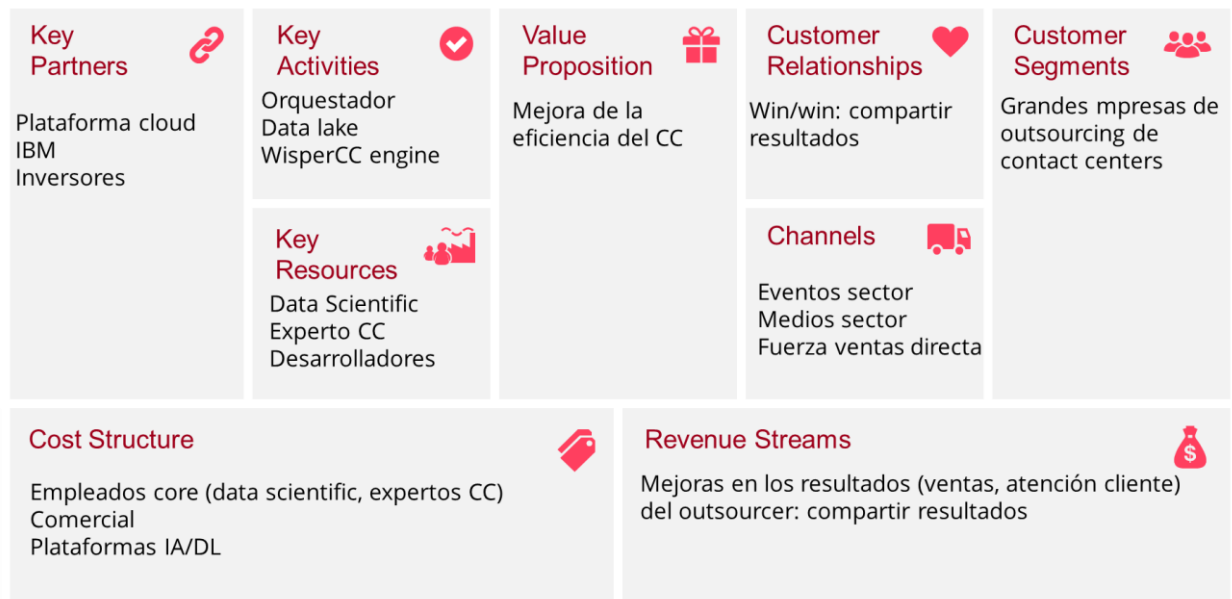 Key
Partners
Plataforma cloud
IBM
Inversores
Key
Activities
Orquestador
Data lake
WisperCC engine
Key
Resources
Data Scientific
Experto CC
Desarrolladores
Value
Proposition
Mejora de la
eficiencia del CC
Customer
Relationships
Win/win: compartir
resultados
Channels
Eventos sector
Medios sector
Fuerza ventas directa
Customer
Segments
Grandes mpresas de
outsourcing de
contact centers
Cost Structure
Empleados core (data scientific, expertos CC)
Comercial
Plataformas IA/DL
Revenue Streams
$
Mejoras en los resultados (ventas, atención cliente)
del outsourcer: compartir resultados